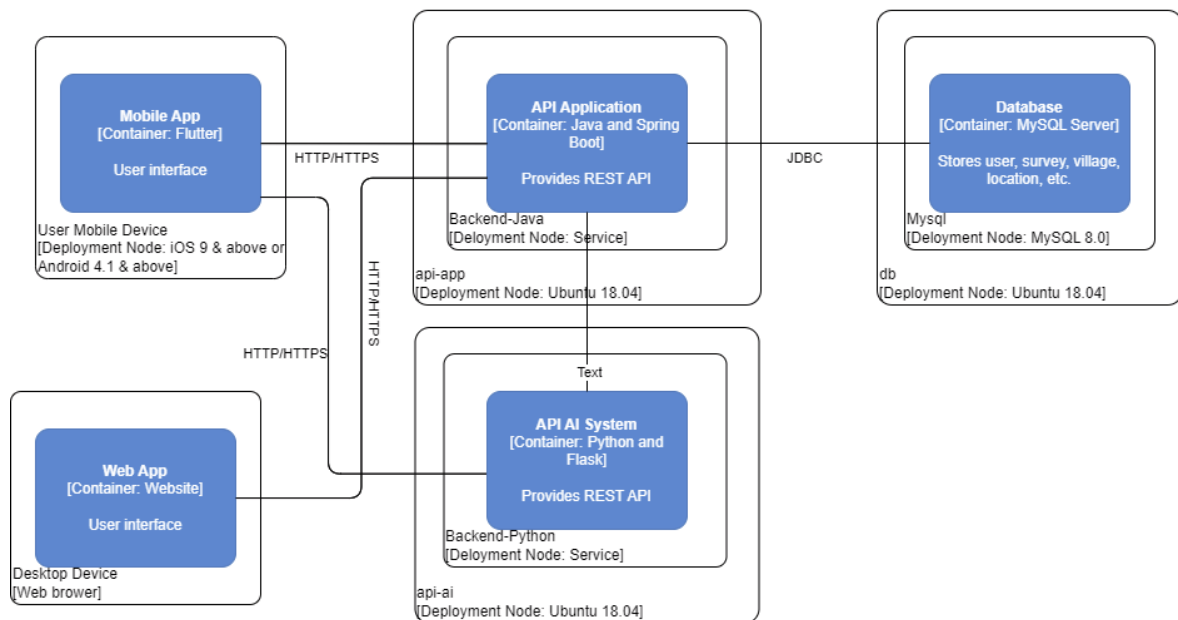 Mobile App
[Container: Flutter]
User interface
User Mobile Device
[Deployment Node: iOS 9 & above or
Android 4.1 & above]
HTTP/HTTPS
API Application
[Container: Java and Spring
Boot]
Provides REST API
Backend-Java
[Deloyment Node: Service]
api-app
[Deployment Node: Ubuntu 18.04]
JDBC
Database
[Container: MySQL Server]
Stores user, survey, village,
location, etc.
Mysql
[Deloyment Node: MySQL 8.0]
db
[Deployment Node: Ubuntu 18.04]
HTTP/HTTPS
HTTP/HTTPS
Text
Web App
[Container: Website]
User interface
Desktop Device
[Web brower]
API AI System
[Container: Python and
Flask]
Provides REST API
Backend-Python
[Deloyment Node: Service]
api-ai
[Deployment Node: Ubuntu 18.04]